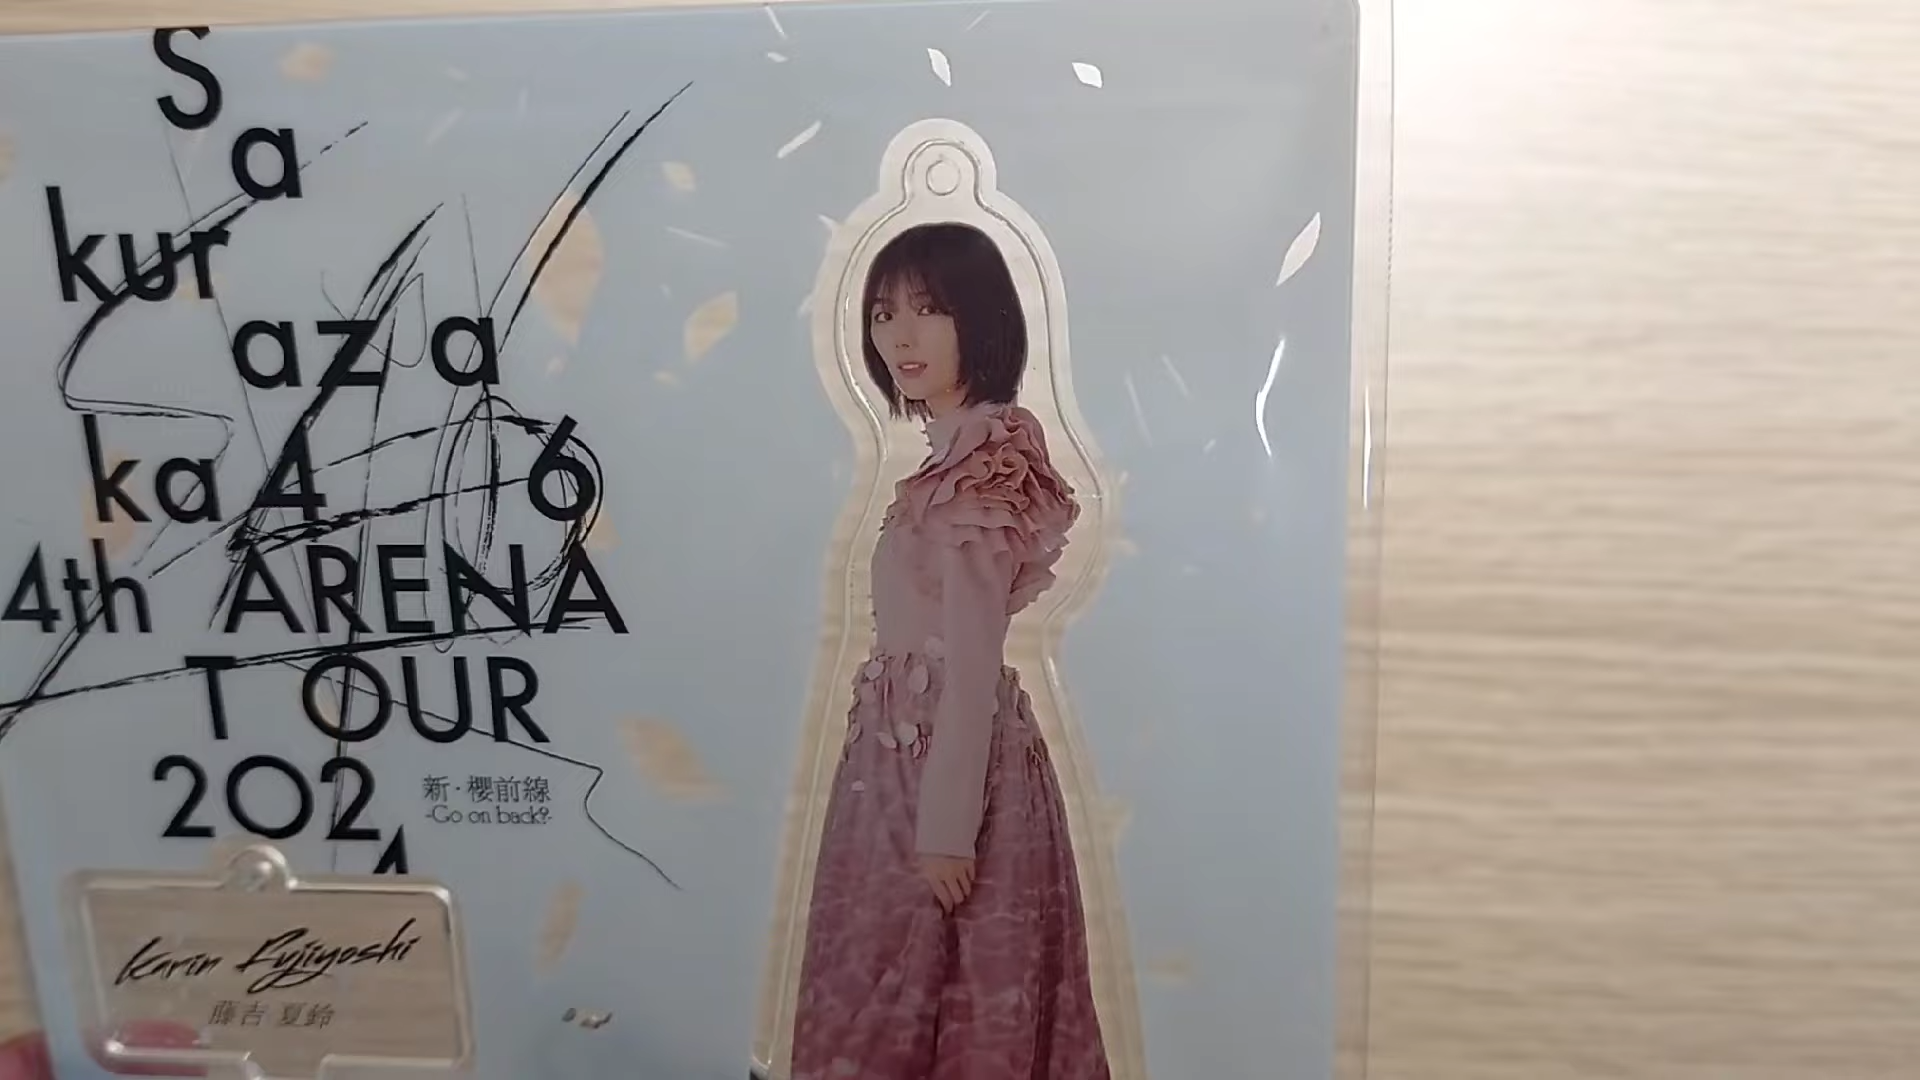 S
a
kur
aza
ka46
4th ARENA
TOUR
2024
新・櫻前線
-Go on back?-
Karin Fujiyoshi
藤吉 夏鈴